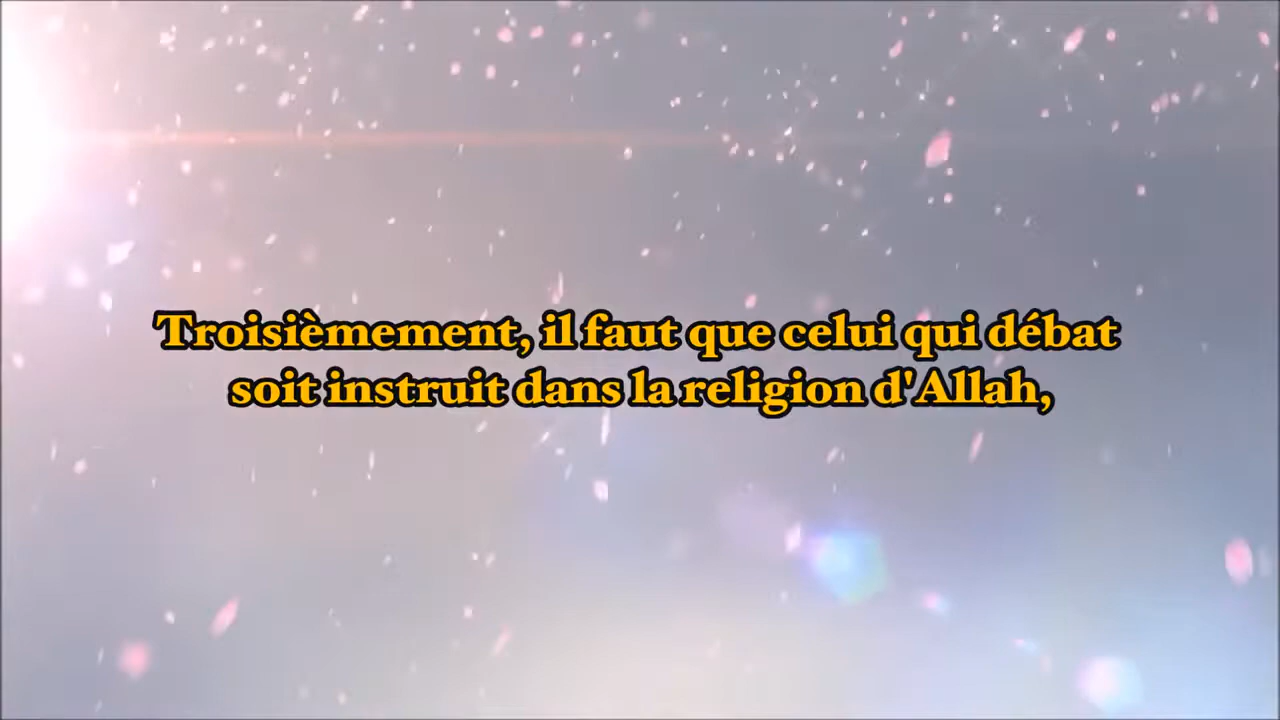 Troisièmement, il faut que celui qui débat
soit instruit dans la religion d'Allah,